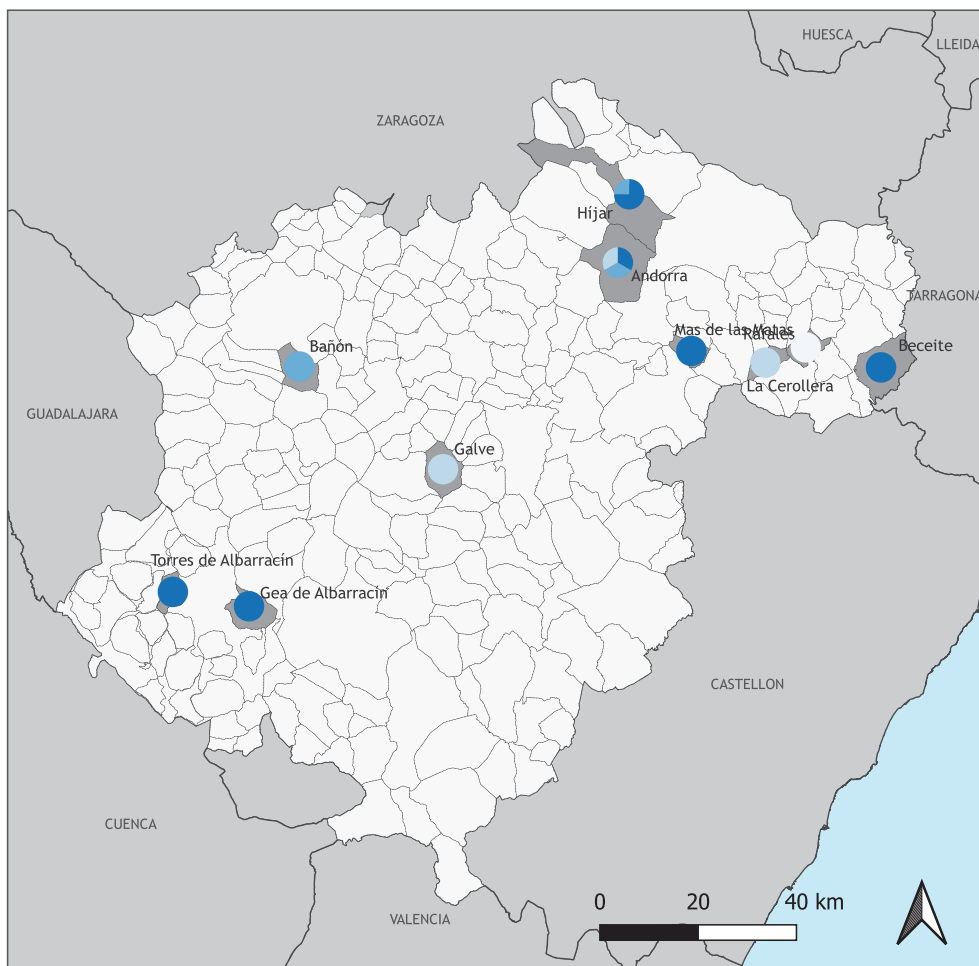 HUESCA
LLEIDA
ZARAGOZA
Híjar
Andorra
TARRAGONA
Mas de las Matas
Ráfales
Bañón
Beceite
La Cerollera
GUADALAJARA
Galve
Torres de Albarracín
Gea de Albarracín
CASTELLON
CUENCA
0 20 40 km
VALENCIA